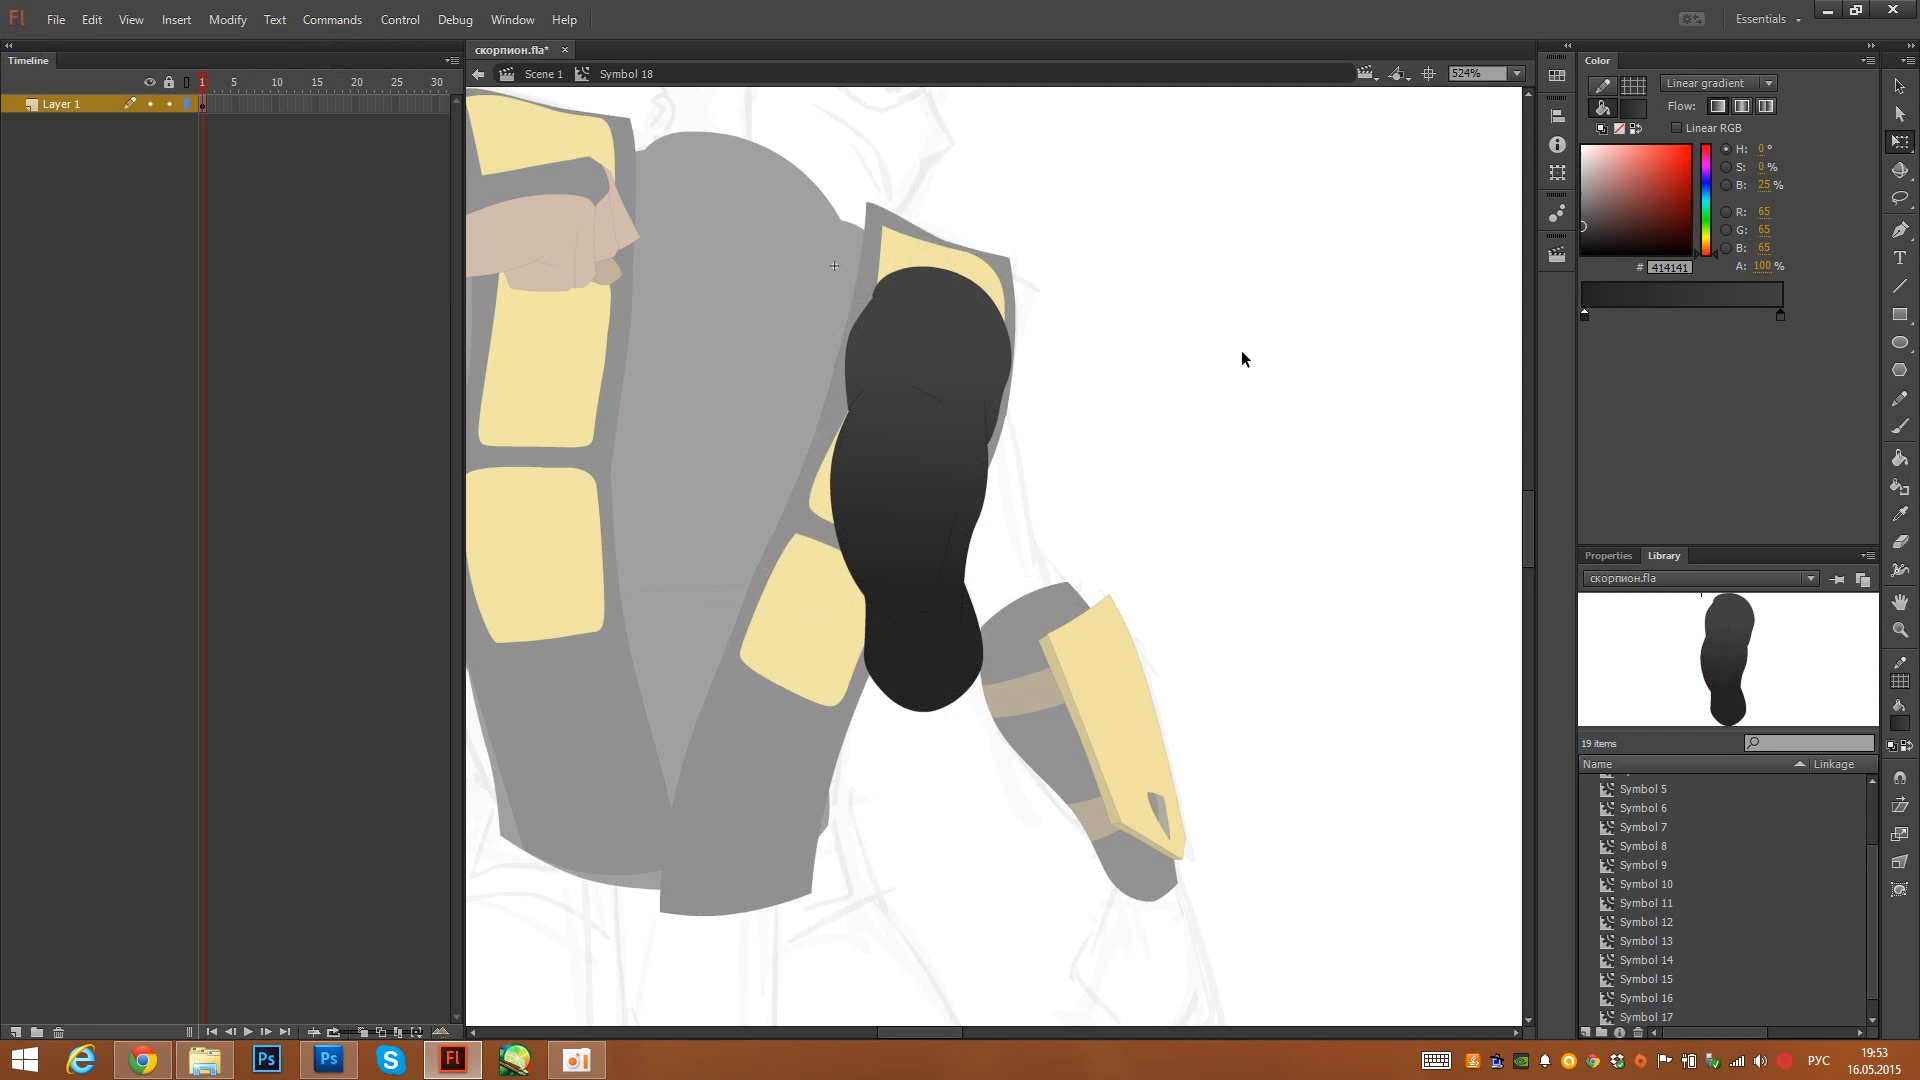 Fl File Edit View Insert Modify Text Commands Control Debug Window Help Essentials
Timeline
1 5 10 15 20 25 30
Layer 1
скорпион.fla*
Scene 1 Symbol 18 524%
Color
Linear gradient
Flow:
Linear RGB
H: 0 °
S: 0 %
B: 25 %
R: 65
G: 65
B: 65
# 414141 A: 100 %
Properties Library
скорпион.fla
19 items
Name Linkage
Symbol 5
Symbol 6
Symbol 7
Symbol 8
Symbol 9
Symbol 10
Symbol 11
Symbol 12
Symbol 13
Symbol 14
Symbol 15
Symbol 16
Symbol 17
Ps Ps Fl
РУС
19:53
16.05.2015